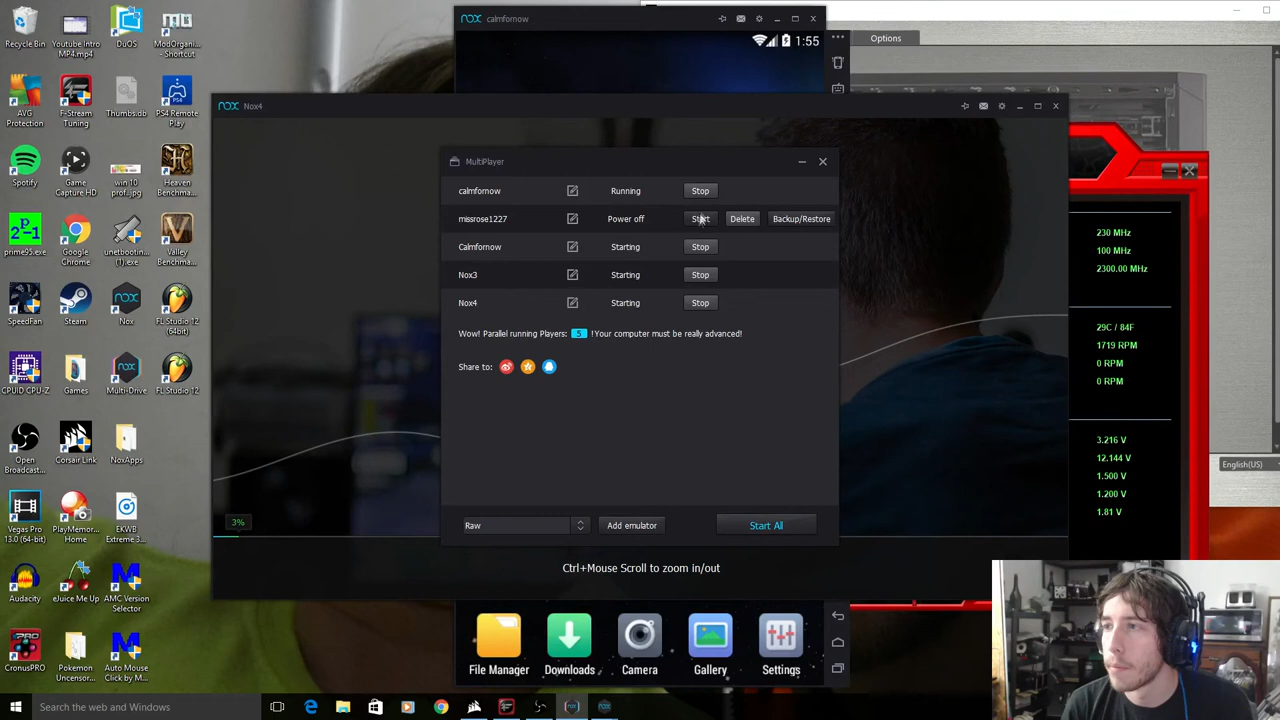 nox calmfornow
1:55
Options
Recycle Bin
Youtube Intro MP4.mp4
DuOS
ModOrgani... - Shortcut
AVG Protection
F-Stream Tuning
Thumbs.db
PS4 Remote Play
Spotify
Game Capture HD
win 10 prof...jpg
Heaven Benchma...
prime95.exe
Google Chrome
unetbootin... (1).exe
Valley Benchma...
SpeedFan
Steam
Nox
FL Studio 12 (64bit)
CPUID CPU-Z
Games
Multi-Drive
FL Studio 12
Open Broadcast...
Corsair Link
NoxApps
Vegas Pro 13.0 (64-bit)
PlayMemor... Home
EKWB Extreme 3...
Audacity
eJuice Me Up
AMC Version Selector
CronusPRO
Pokemon Uncensor...
Auto Mouse Click by M...
nox Nox4
MultiPlayer
calmfornow Running Stop
missrose1227 Power off Start Delete Backup/Restore
Calmfornow Starting Stop
Nox3 Starting Stop
Nox4 Starting Stop
Wow! Parallel running Players: 5 !Your computer must be really advanced!
Share to:
Raw Add emulator Start All
3%
Ctrl+Mouse Scroll to zoom in/out
230 MHz
100 MHz
2300.00 MHz
29C / 84F
1719 RPM
0 RPM
0 RPM
3.216 V
12.144 V
1.500 V
1.200 V
1.81 V
English(US)
File Manager Downloads Camera Gallery Settings
Search the web and Windows